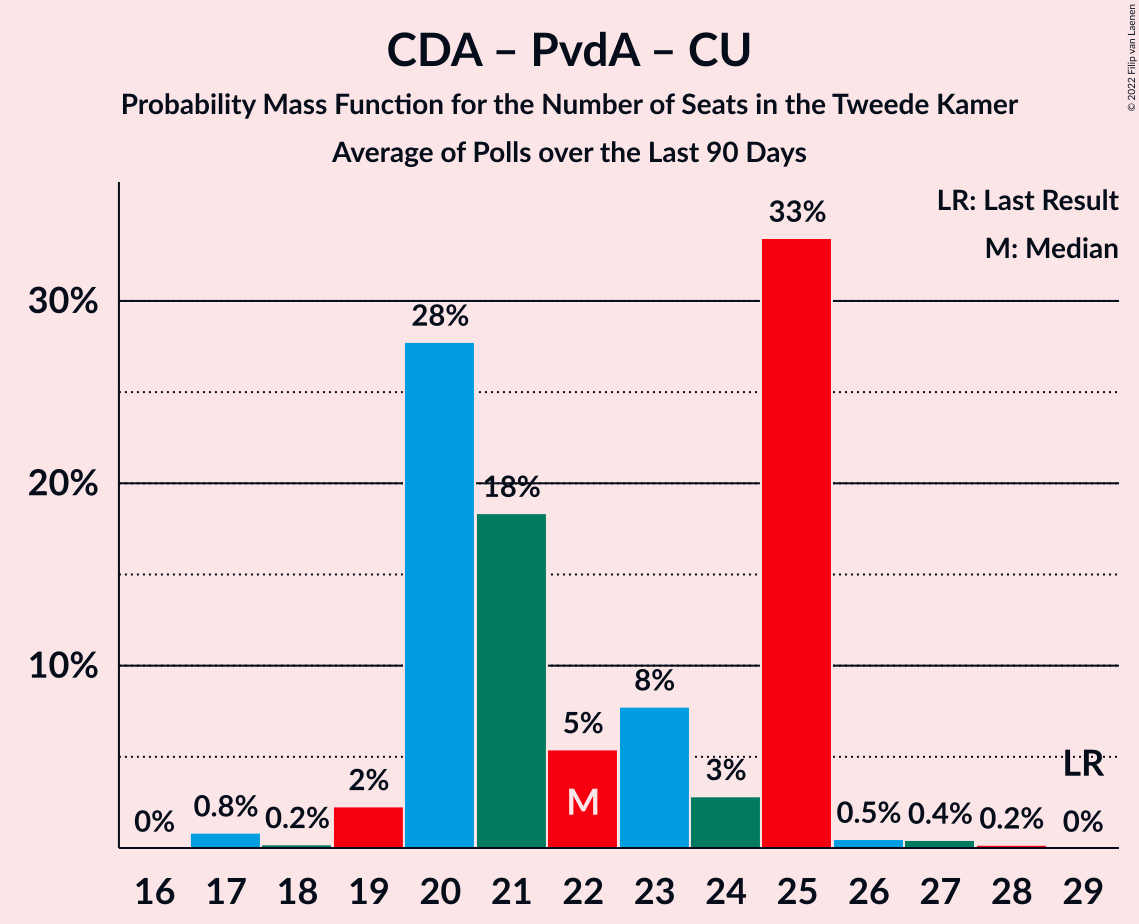 CDA – PvdA – CU
Probability Mass Function for the Number of Seats in the Tweede Kamer
Average of Polls over the Last 90 Days
© 2022 Filip van Laenen
LR: Last Result
M: Median
33%
30%
28%
20%
18%
10%
8%
5%
3%
LR
2%
M
0%
0.8%
0.2%
0.5%
0.4%
0.2%
0%
16 17 18 19 20 21 22 23 24 25 26 27 28 29